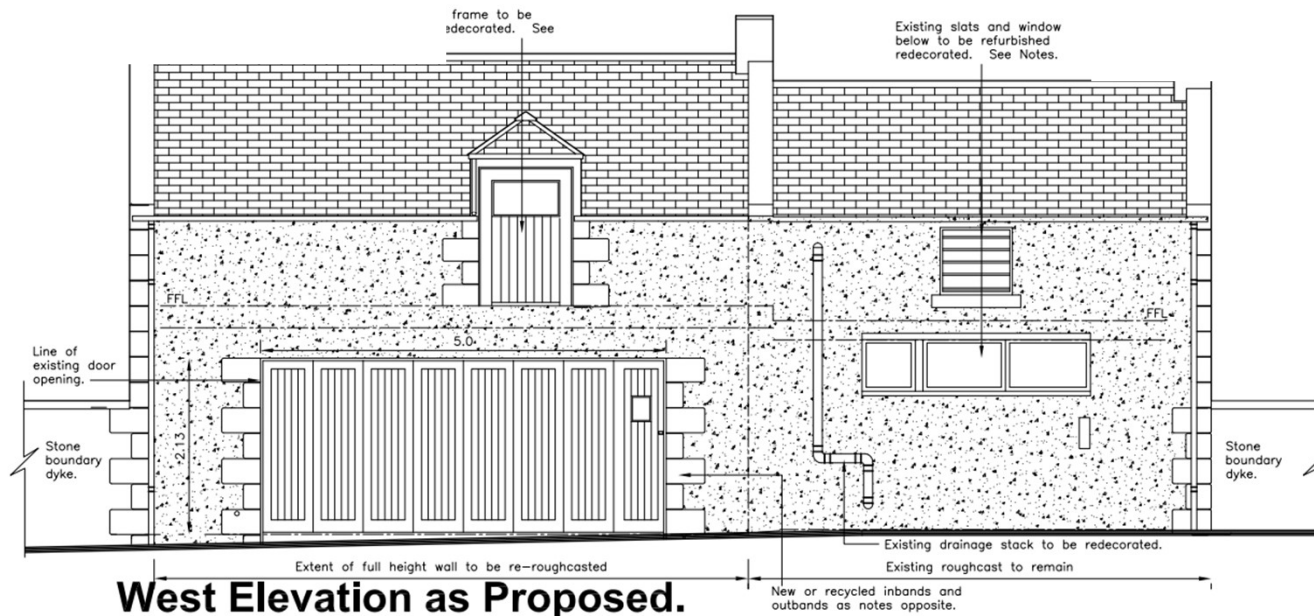 frame to be
edecorated. See
Existing slats and window
below to be refurbished
redecorated. See Notes.
FFL
FFL
5.0
Line of
existing door
opening.
2.13
Stone
boundary
dyke.
Stone
boundary
dyke.
Existing drainage stack to be redecorated.
Extent of full height wall to be re-roughcasted
Existing roughcast to remain
West Elevation as Proposed.
New or recycled inbands and
outbands as notes opposite.